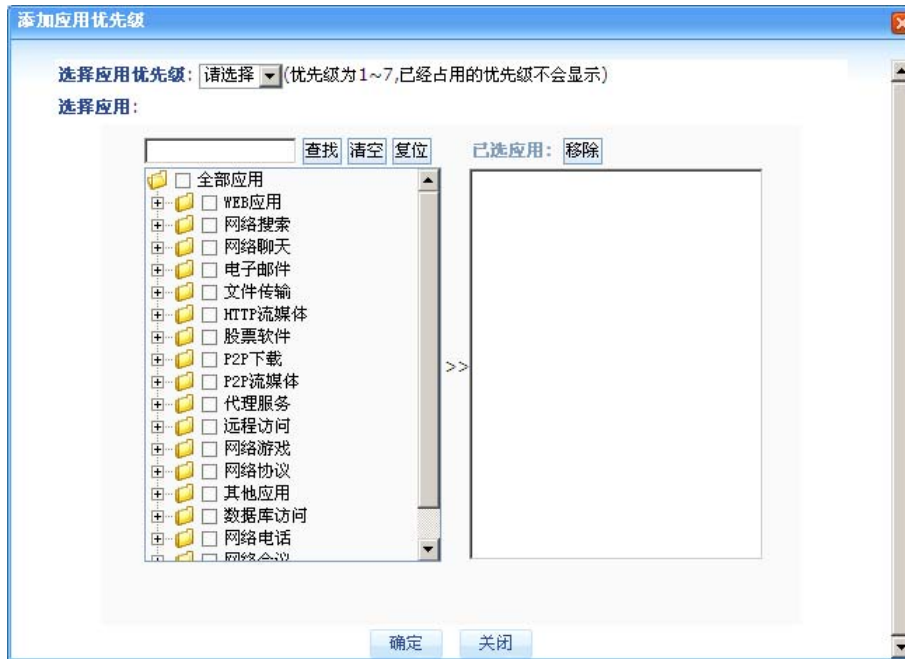 添加应用优先级
选择应用优先级: 请选择 (优先级为1~7,已经占用的优先级不会显示)
选择应用:
查找 清空 复位 已选应用: 移除
全部应用
WEB应用
网络搜索
网络聊天
电子邮件
文件传输
HTTP流媒体
股票软件
P2P下载
>>
P2P流媒体
代理服务
远程访问
网络游戏
网络协议
其他应用
数据库访问
网络电话
网络会议
确定 关闭